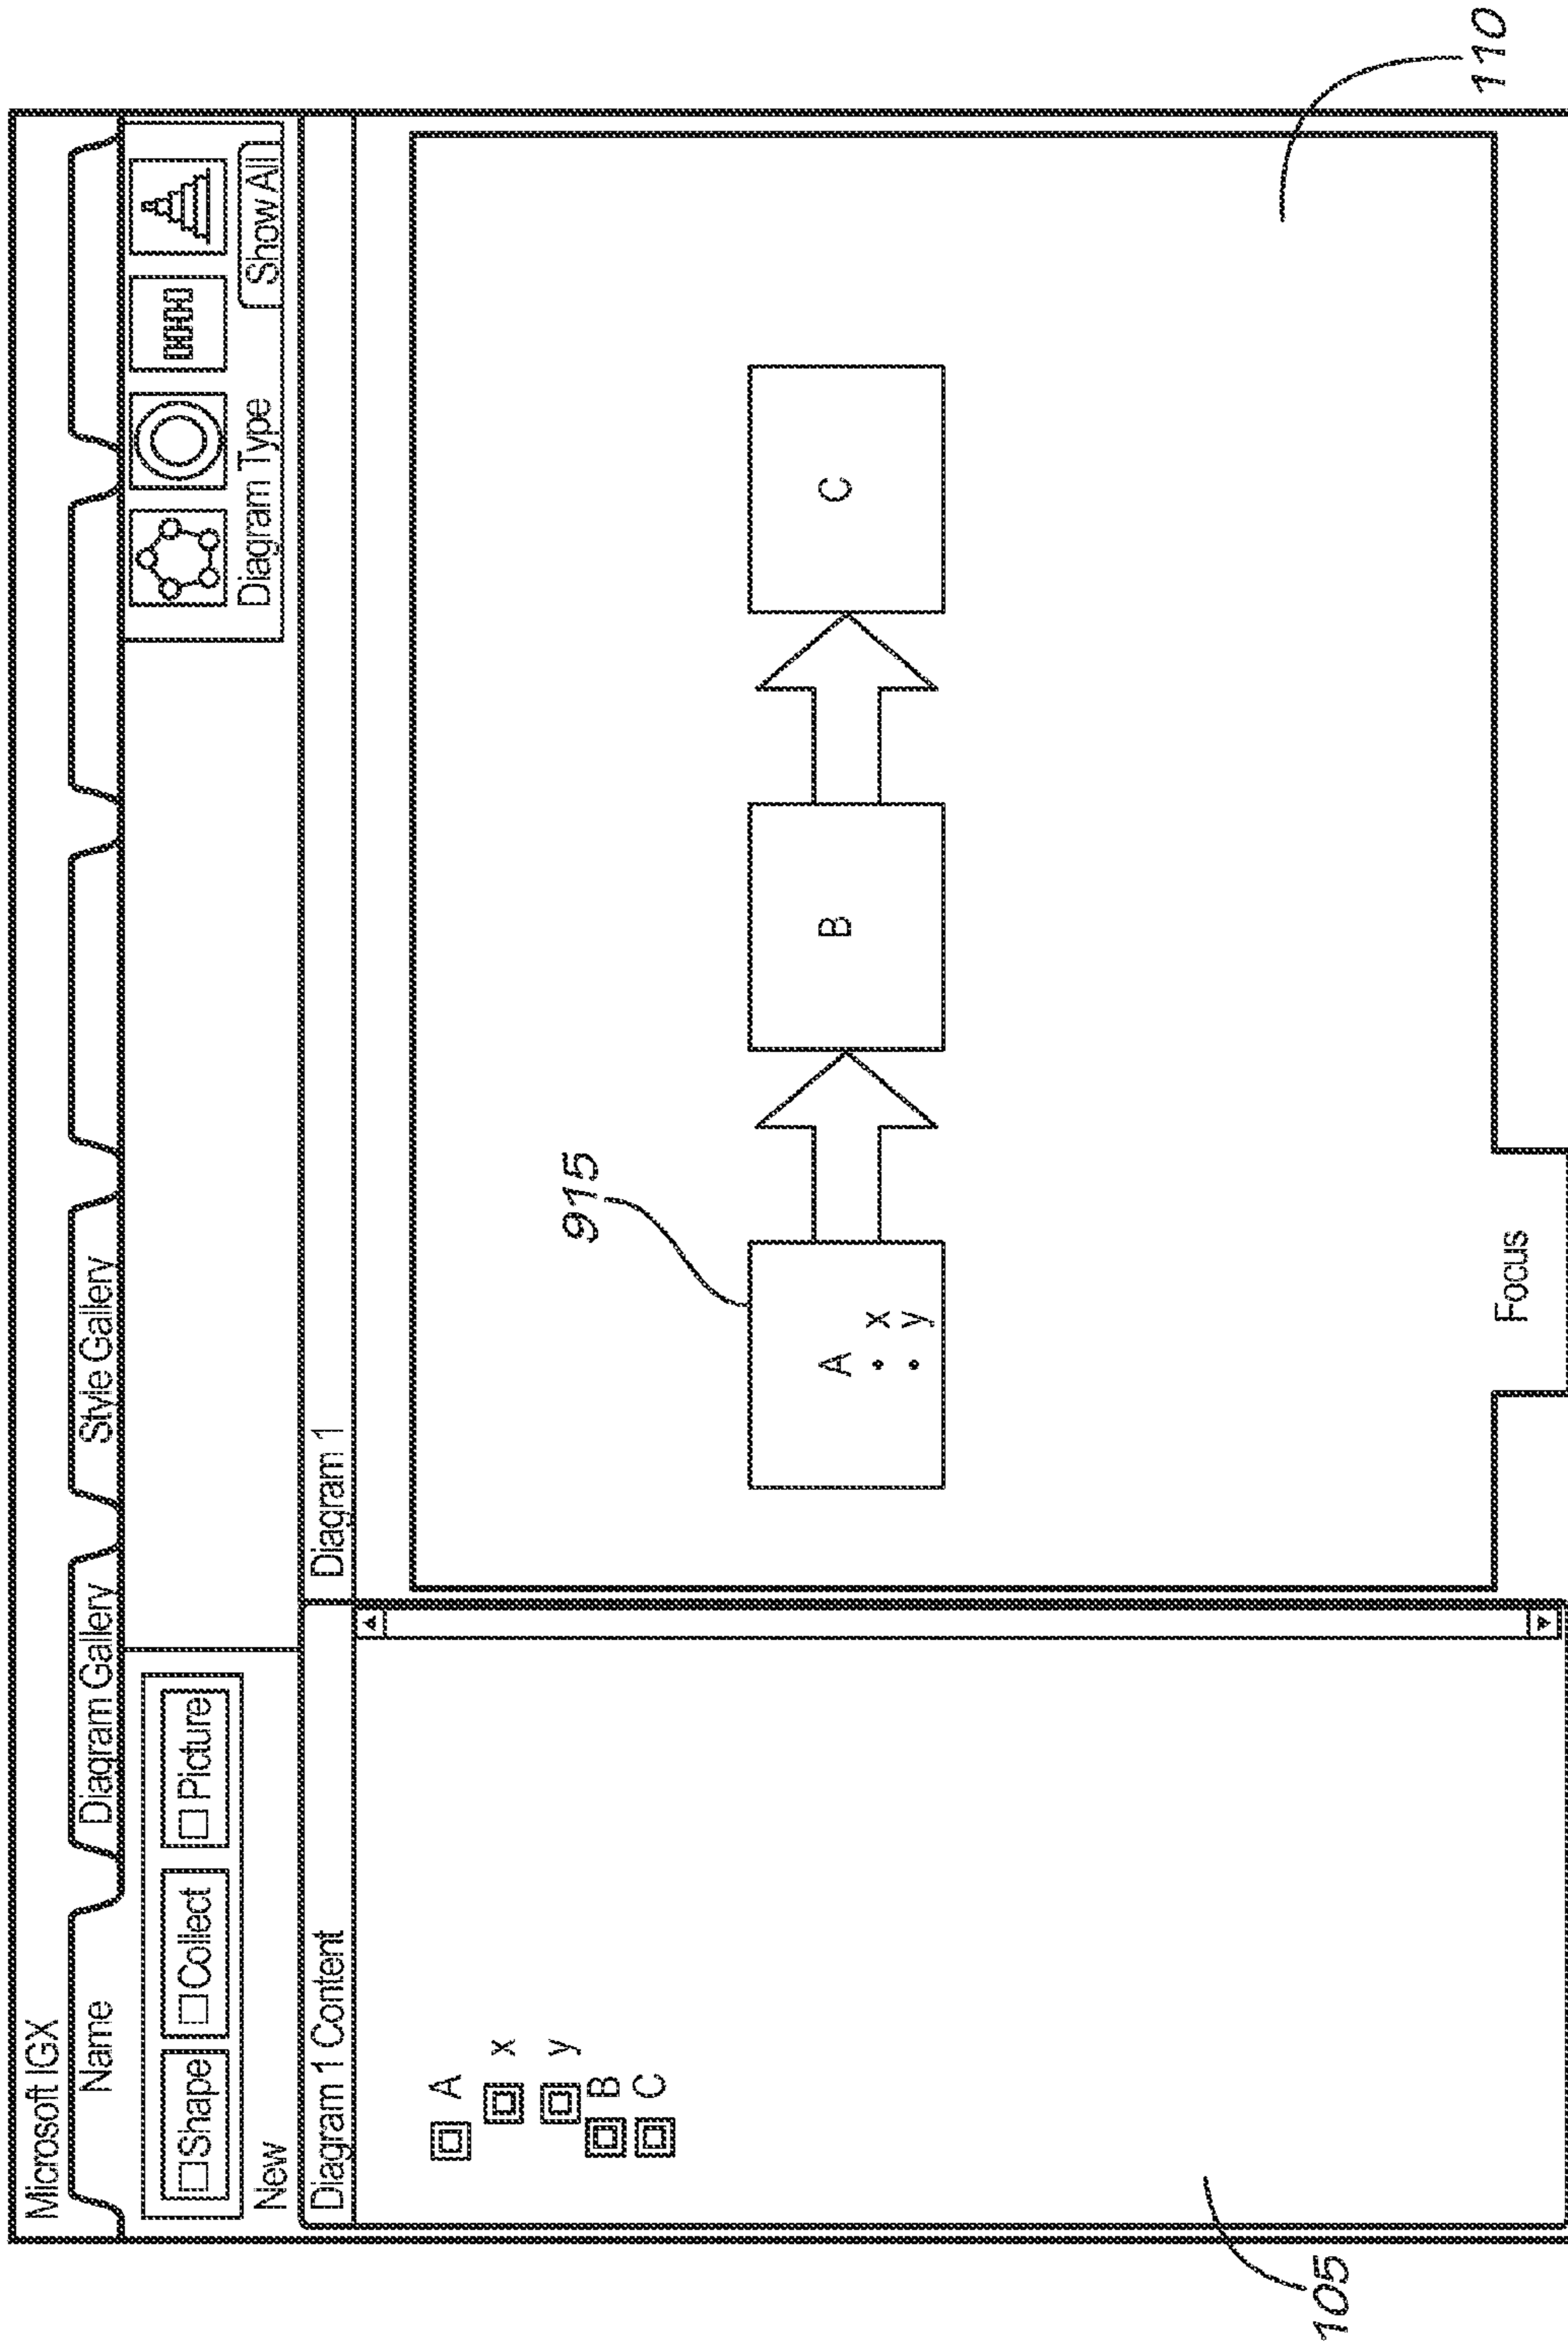 Microsoft IGX
Name
Diagram Gallery
Style Gallery
Shape
Collect
Picture
New
Diagram Type
Show All
Diagram 1 Content
Diagram 1
A
x
y
B
C
915
A
• x
• y
B
C
Focus
105
110